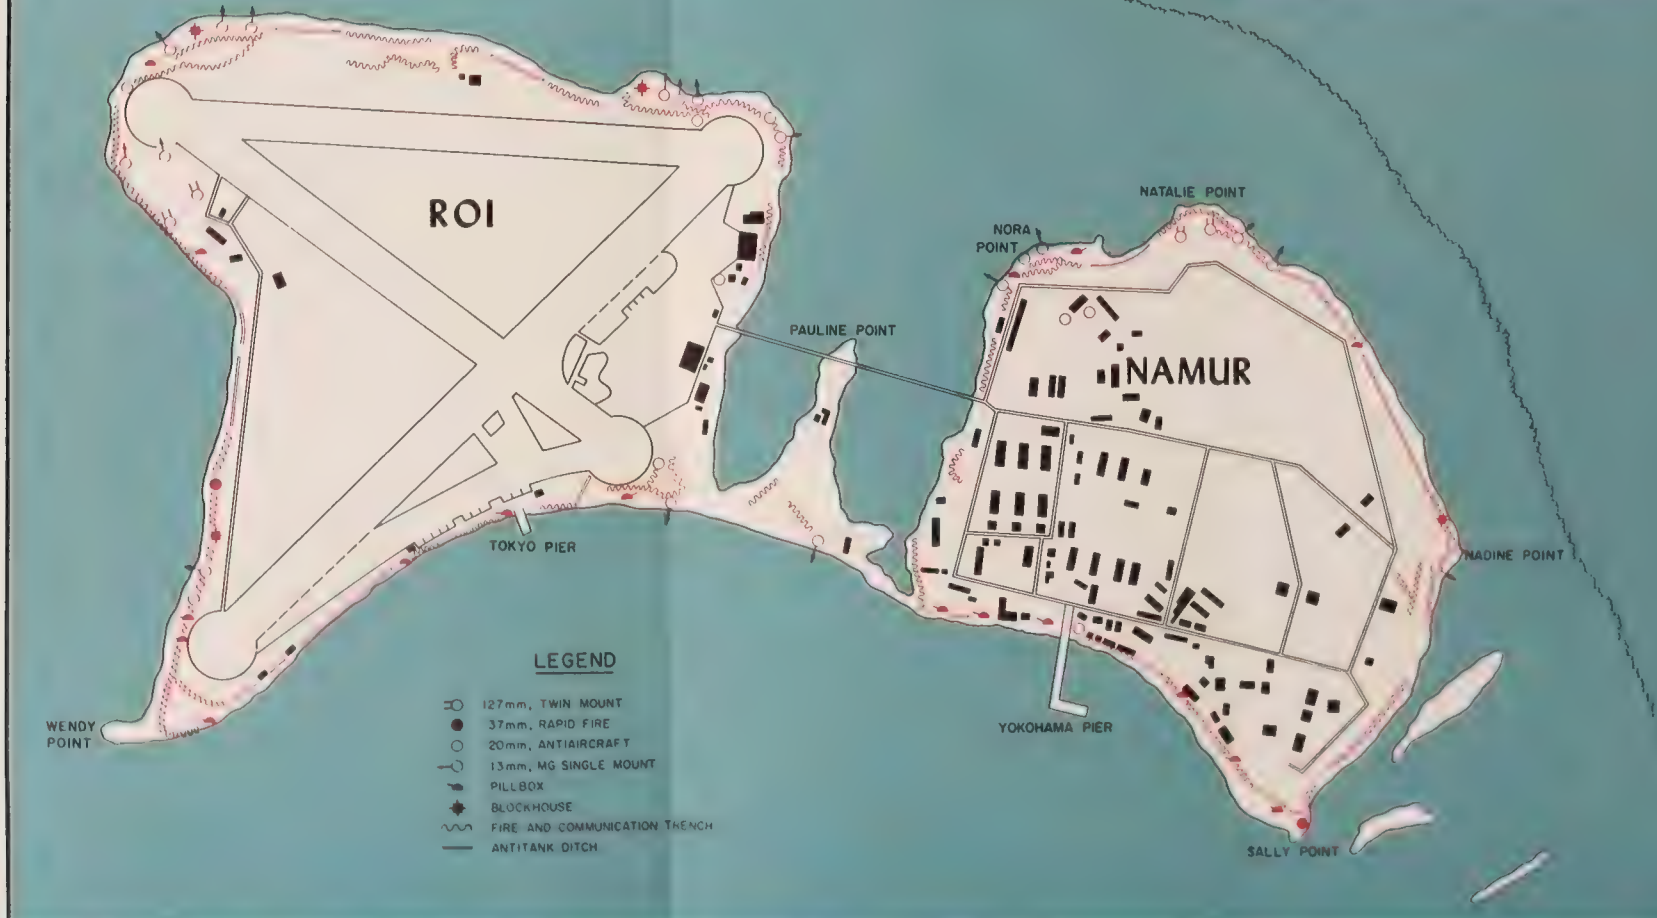 ROI
NATALIE POINT
NORA
POINT
PAULINE POINT
NAMUR
TOKYO PIER
NADINE POINT
WENDY
POINT
YOKOHAMA PIER
SALLY POINT
LEGEND
127mm, TWIN MOUNT
37mm, RAPID FIRE
20mm, ANTIAIRCRAFT
13mm, MG SINGLE MOUNT
PILLBOX
BLOCKHOUSE
FIRE AND COMMUNICATION TRENCH
ANTITANK DITCH